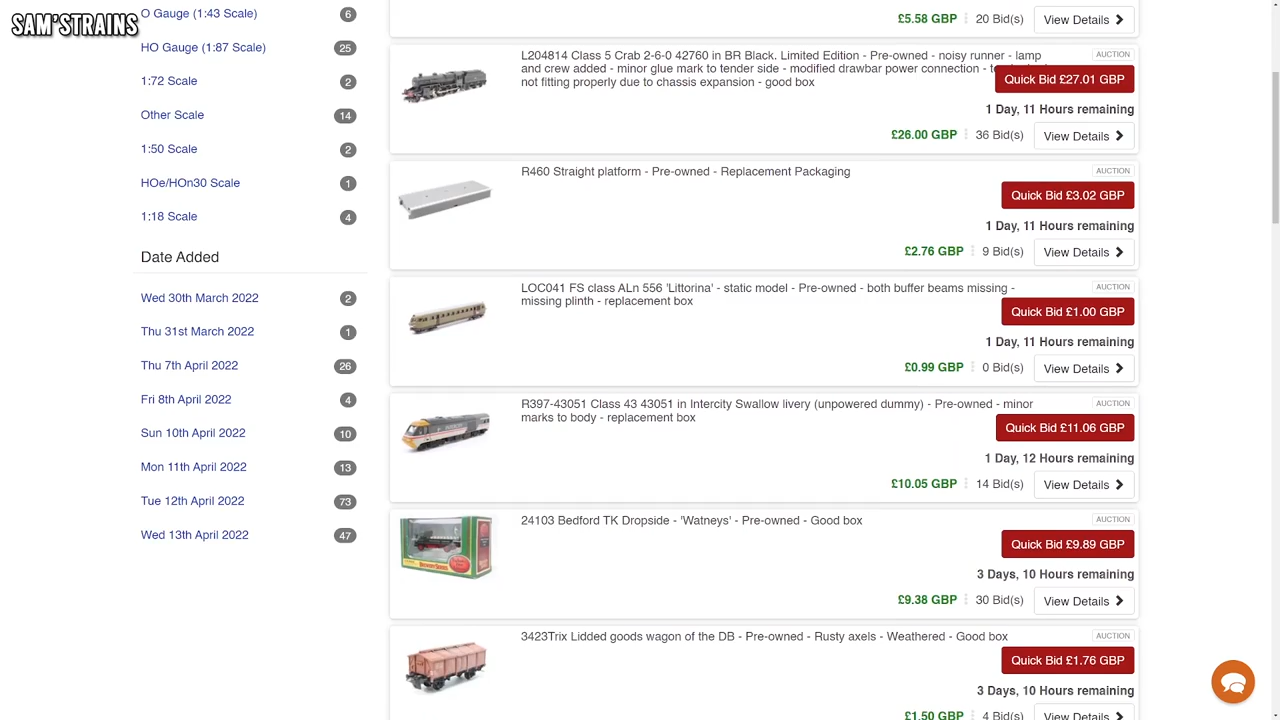 SAM'STRAINS
O Gauge (1:43 Scale) 6
HO Gauge (1:87 Scale) 25
1:72 Scale 2
Other Scale 14
1:50 Scale 2
HOe/HOn30 Scale 1
1:18 Scale 4
Date Added
Wed 30th March 2022 2
Thu 31st March 2022 1
Thu 7th April 2022 26
Fri 8th April 2022 4
Sun 10th April 2022 10
Mon 11th April 2022 13
Tue 12th April 2022 73
Wed 13th April 2022 47
£5.58 GBP 20 Bid(s) View Details
L204814 Class 5 Crab 2-6-0 42760 in BR Black. Limited Edition - Pre-owned - noisy runner - lamp
and crew added - minor glue mark to tender side - modified drawbar power connection -
not fitting properly due to chassis expansion - good box
AUCTION
Quick Bid £27.01 GBP
1 Day, 11 Hours remaining
£26.00 GBP 36 Bid(s) View Details
R460 Straight platform - Pre-owned - Replacement Packaging
AUCTION
Quick Bid £3.02 GBP
1 Day, 11 Hours remaining
£2.76 GBP 9 Bid(s) View Details
LOC041 FS class ALn 556 'Littorina' - static model - Pre-owned - both buffer beams missing -
missing plinth - replacement box
AUCTION
Quick Bid £1.00 GBP
1 Day, 11 Hours remaining
£0.99 GBP 0 Bid(s) View Details
R397-43051 Class 43 43051 in Intercity Swallow livery (unpowered dummy) - Pre-owned - minor
marks to body - replacement box
AUCTION
Quick Bid £11.06 GBP
1 Day, 12 Hours remaining
£10.05 GBP 14 Bid(s) View Details
24103 Bedford TK Dropside - 'Watneys' - Pre-owned - Good box
AUCTION
Quick Bid £9.89 GBP
3 Days, 10 Hours remaining
£9.38 GBP 30 Bid(s) View Details
3423Trix Lidded goods wagon of the DB - Pre-owned - Rusty axels - Weathered - Good box
AUCTION
Quick Bid £1.76 GBP
3 Days, 10 Hours remaining
£1.50 GBP 4 Bid(s) View Details